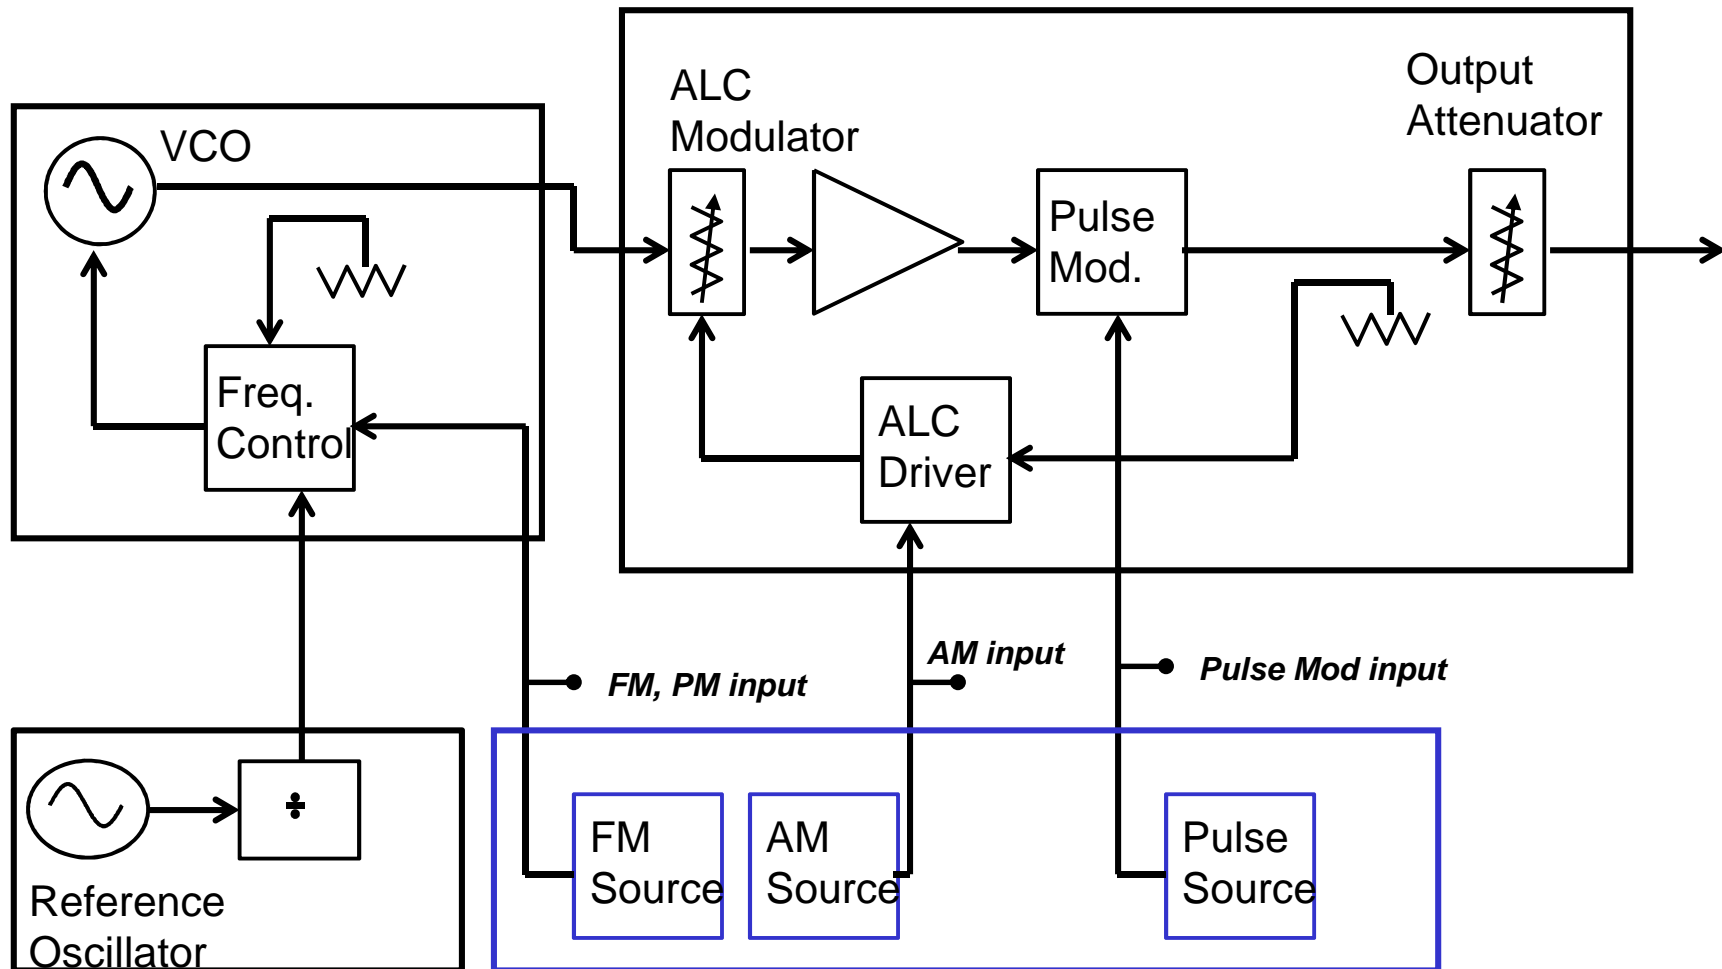 ALC
Modulator
Output
Attenuator
VCO
Pulse
Mod.
Freq.
Control
ALC
Driver
AM input
FM, PM input
Pulse Mod input
÷
FM
Source
AM
Source
Pulse
Source
Reference
Oscillator